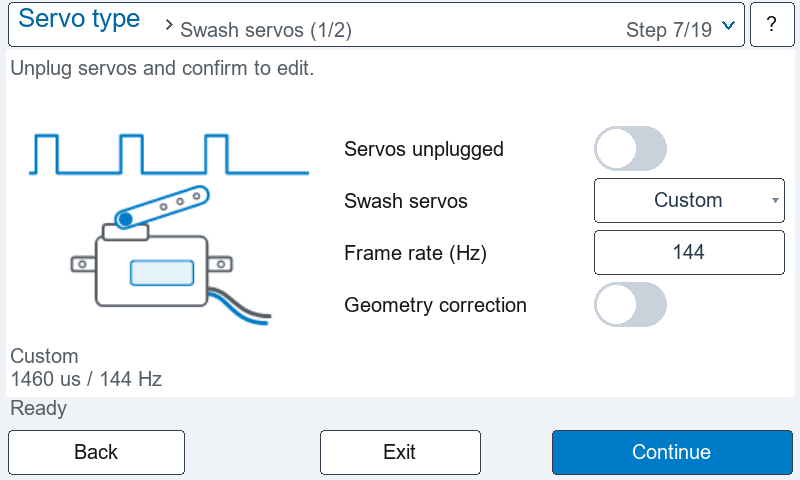 Servo type > Swash servos (1/2) Step 7/19 ?
Unplug servos and confirm to edit.
Servos unplugged
Swash servos Custom
Frame rate (Hz) 144
Geometry correction
Custom
1460 us / 144 Hz
Ready
Back Exit Continue